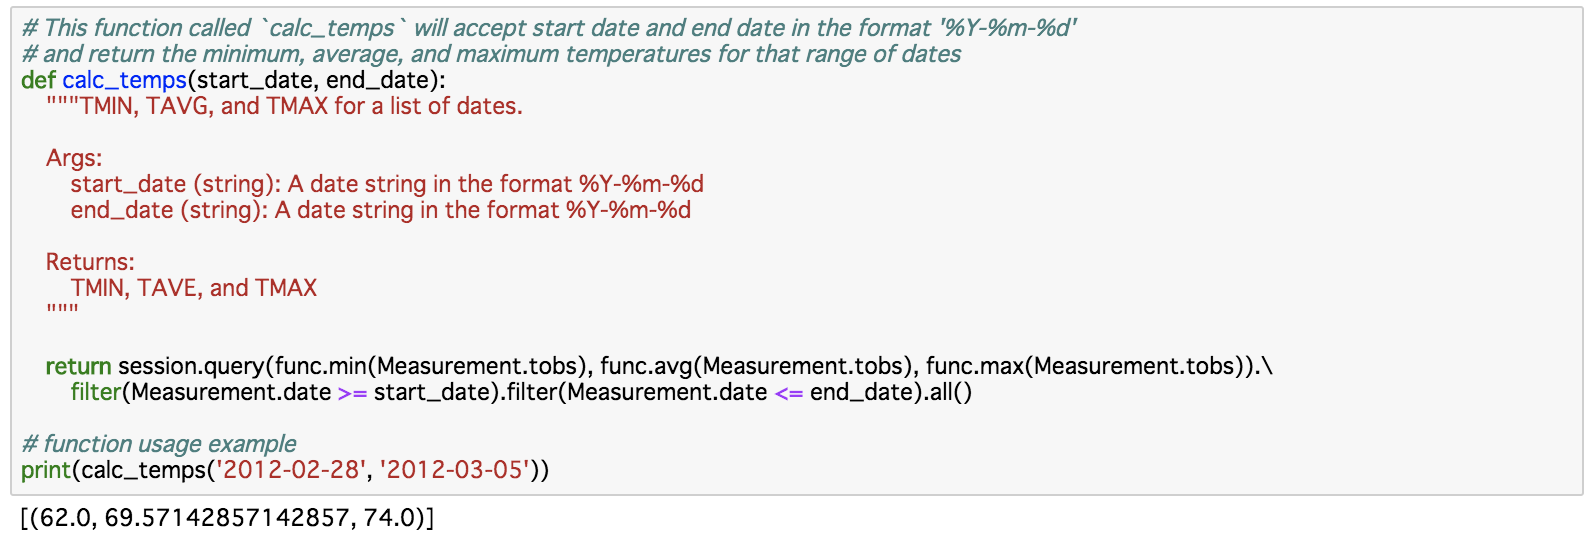 # This function called `calc_temps` will accept start date and end date in the format '%Y-%m-%d'
# and return the minimum, average, and maximum temperatures for that range of dates
def calc_temps(start_date, end_date):
    """TMIN, TAVG, and TMAX for a list of dates.
    Args:
        start_date (string): A date string in the format %Y-%m-%d
        end_date (string): A date string in the format %Y-%m-%d
    Returns:
        TMIN, TAVE, and TMAX
    """
    return session.query(func.min(Measurement.tobs), func.avg(Measurement.tobs), func.max(Measurement.tobs)).\
        filter(Measurement.date >= start_date).filter(Measurement.date <= end_date).all()
# function usage example
print(calc_temps('2012-02-28', '2012-03-05'))
[(62.0, 69.57142857142857, 74.0)]